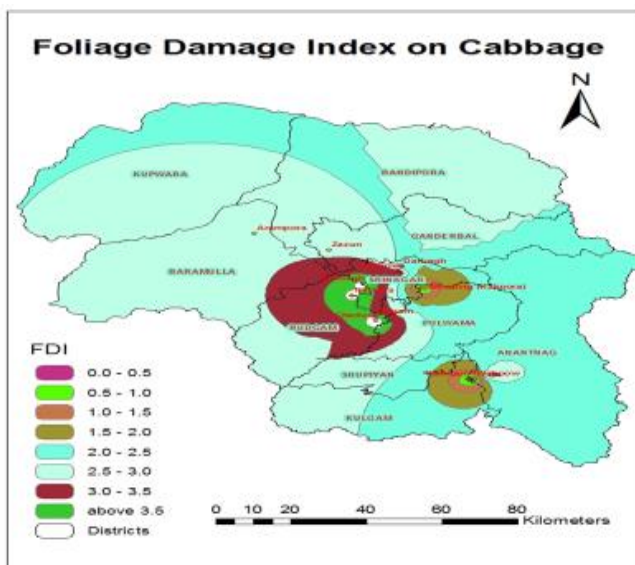 Foliage Damage Index on Cabbage
N
KUPWARA
BANDIPORA
GANDERBAL
BARAMULLA
SRINAGAR
BUDGAM
PULWAMA
ANANTNAG
SHUPIYAN
KULGAM
FDI
0.0 - 0.5
0.5 - 1.0
1.0 - 1.5
1.5 - 2.0
2.0 - 2.5
2.5 - 3.0
3.0 - 3.5
above 3.5
Districts
0 10 20 40 60 80
Kilometers